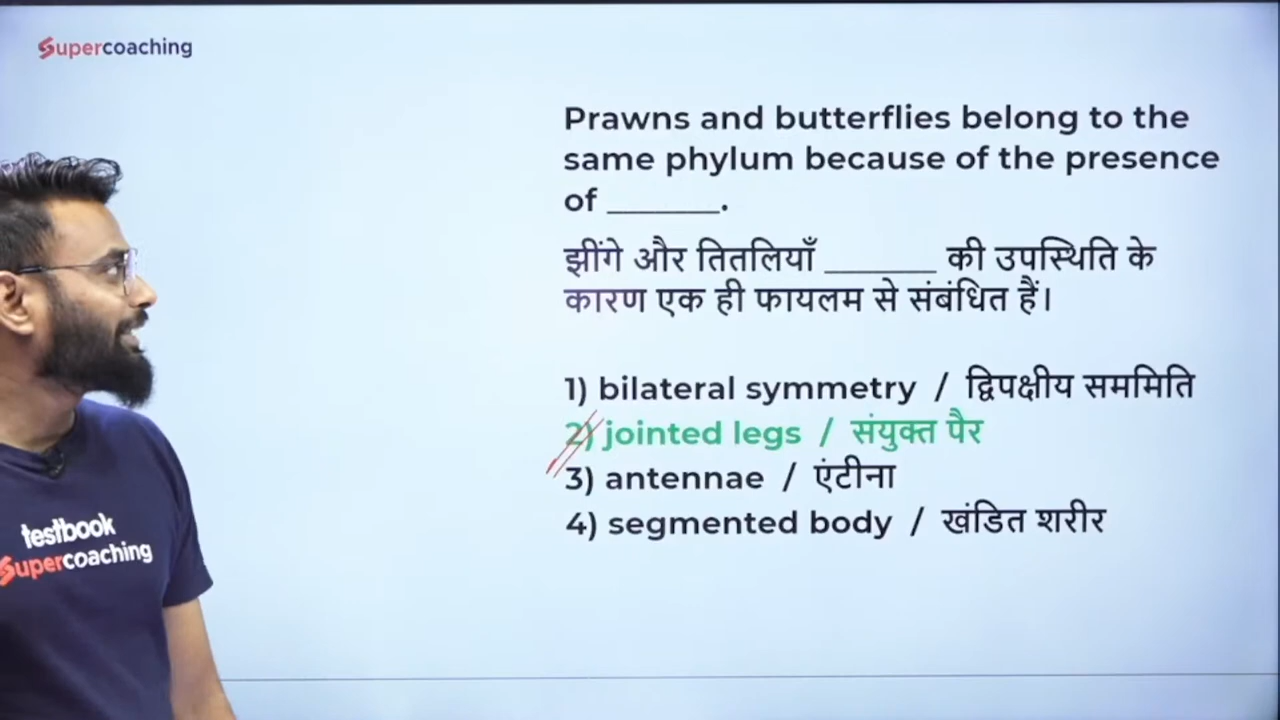 Supercoaching
Prawns and butterflies belong to the
same phylum because of the presence
of _______.
झींगे और तितलियाँ _______ की उपस्थिति के
कारण एक ही फायलम से संबंधित हैं।
1) bilateral symmetry / द्विपक्षीय सममिति
2) jointed legs / संयुक्त पैर
3) antennae / एंटीना
4) segmented body / खंडित शरीर
testbook
Supercoaching